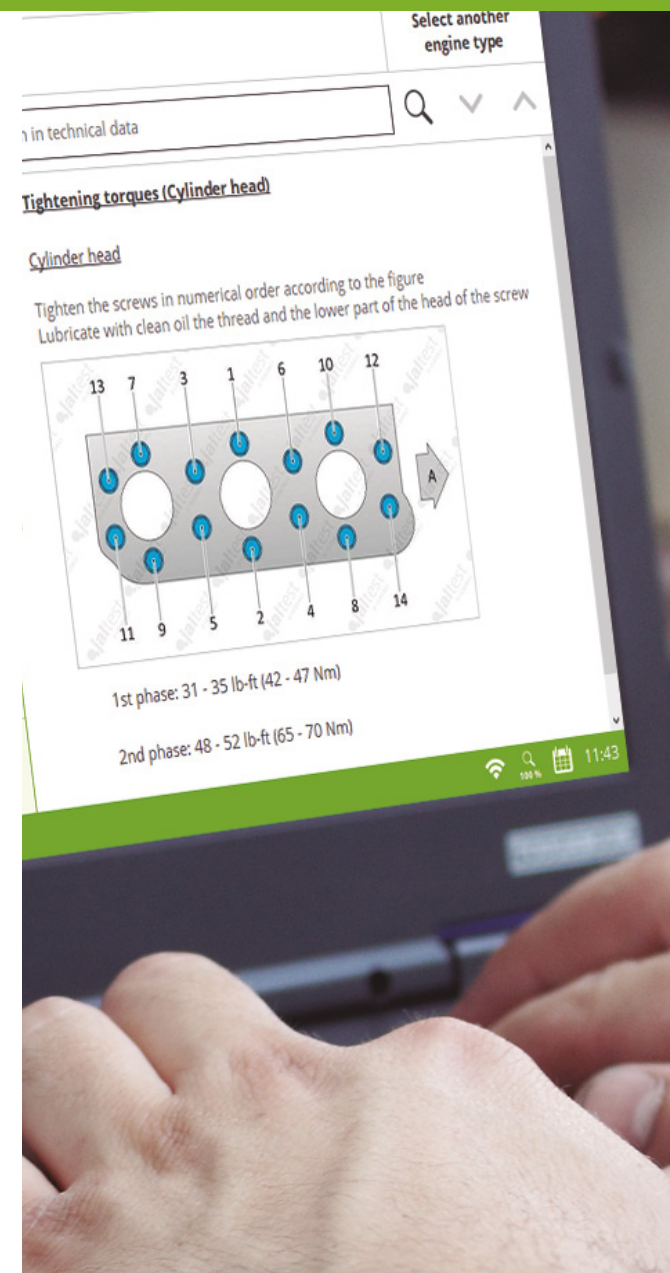 Select another
engine type
in technical data
Tightening torques (Cylinder head)
Cylinder head
Tighten the screws in numerical order according to the figure
Lubricate with clean oil the thread and the lower part of the head of the screw
13 7 3 1 6 10 12
A
11 9 5 2 4 8 14
jaltest
1st phase: 31 - 35 lb-ft (42 - 47 Nm)
2nd phase: 48 - 52 lb-ft (65 - 70 Nm)
100 %
11:43